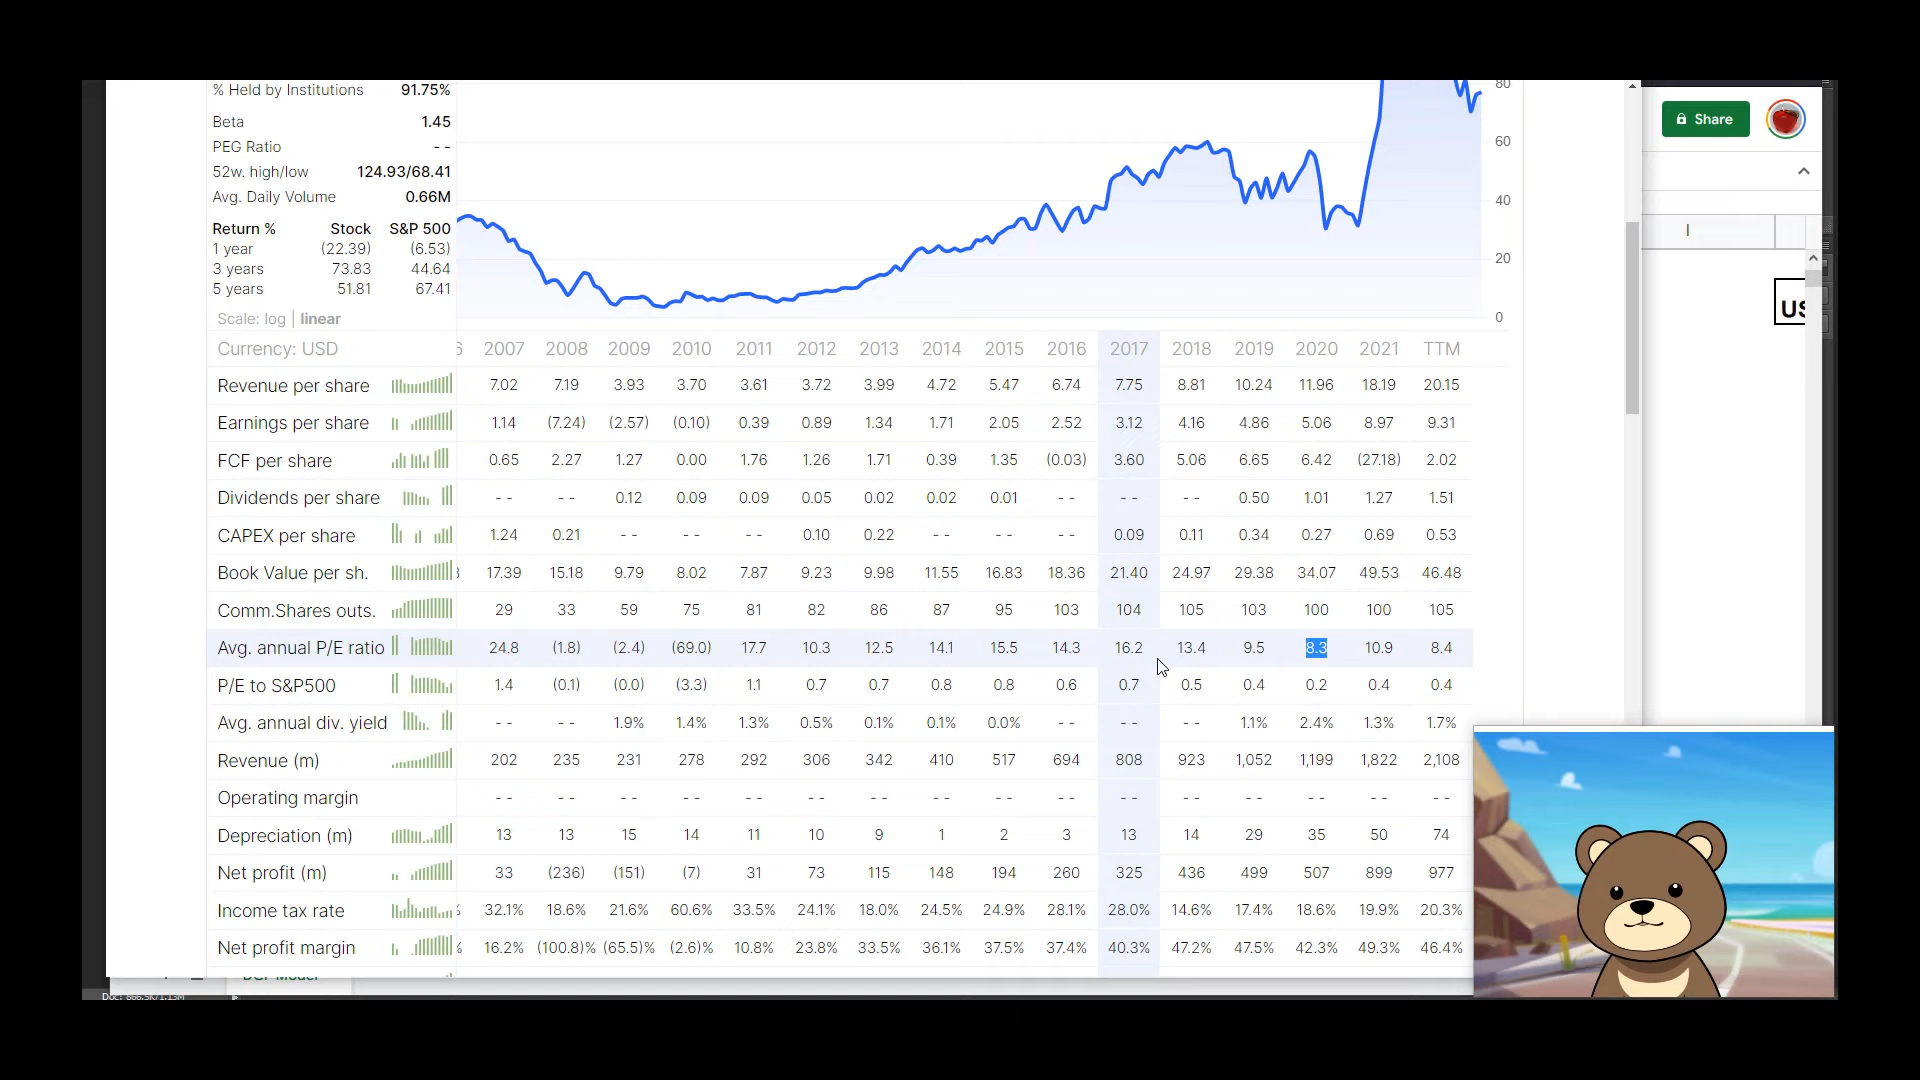 % Held by Institutions 91.75%
80
Share
Beta 1.45
PEG Ratio - -
60
52w. high/low 124.93/68.41
Avg. Daily Volume 0.66M
40
Return % Stock S&P 500
I
1 year (22.39) (6.53)
3 years 73.83 44.64
20
5 years 51.81 67.41
US
Scale: log | linear
0
Currency: USD 6 2007 2008 2009 2010 2011 2012 2013 2014 2015 2016 2017 2018 2019 2020 2021 TTM
Revenue per share 7.02 7.19 3.93 3.70 3.61 3.72 3.99 4.72 5.47 6.74 7.75 8.81 10.24 11.96 18.19 20.15
Earnings per share 1.14 (7.24) (2.57) (0.10) 0.39 0.89 1.34 1.71 2.05 2.52 3.12 4.16 4.86 5.06 8.97 9.31
FCF per share 0.65 2.27 1.27 0.00 1.76 1.26 1.71 0.39 1.35 (0.03) 3.60 5.06 6.65 6.42 (27.18) 2.02
Dividends per share - - - - 0.12 0.09 0.09 0.05 0.02 0.02 0.01 - - - - - - 0.50 1.01 1.27 1.51
CAPEX per share 1.24 0.21 - - - - - - 0.10 0.22 - - - - - - 0.09 0.11 0.34 0.27 0.69 0.53
Book Value per sh. 3 17.39 15.18 9.79 8.02 7.87 9.23 9.98 11.55 16.83 18.36 21.40 24.97 29.38 34.07 49.53 46.48
Comm.Shares outs. 29 33 59 75 81 82 86 87 95 103 104 105 103 100 100 105
Avg. annual P/E ratio 24.8 (1.8) (2.4) (69.0) 17.7 10.3 12.5 14.1 15.5 14.3 16.2 13.4 9.5 8.3 10.9 8.4
P/E to S&P500 1.4 (0.1) (0.0) (3.3) 1.1 0.7 0.7 0.8 0.8 0.6 0.7 0.5 0.4 0.2 0.4 0.4
Avg. annual div. yield - - - - 1.9% 1.4% 1.3% 0.5% 0.1% 0.1% 0.0% - - - - - - 1.1% 2.4% 1.3% 1.7%
Revenue (m) 202 235 231 278 292 306 342 410 517 694 808 923 1,052 1,199 1,822 2,108
Operating margin - - - - - - - - - - - - - - - - - - - - - - - - - - - - - - - -
Depreciation (m) 13 13 15 14 11 10 9 1 2 3 13 14 29 35 50 74
Net profit (m) 33 (236) (151) (7) 31 73 115 148 194 260 325 436 499 507 899 977
Income tax rate % 32.1% 18.6% 21.6% 60.6% 33.5% 24.1% 18.0% 24.5% 24.9% 28.1% 28.0% 14.6% 17.4% 18.6% 19.9% 20.3%
Net profit margin % 16.2% (100.8)% (65.5)% (2.6)% 10.8% 23.8% 33.5% 36.1% 37.5% 37.4% 40.3% 47.2% 47.5% 42.3% 49.3% 46.4%
DCF Model
Doc: 866.5K/1.13M